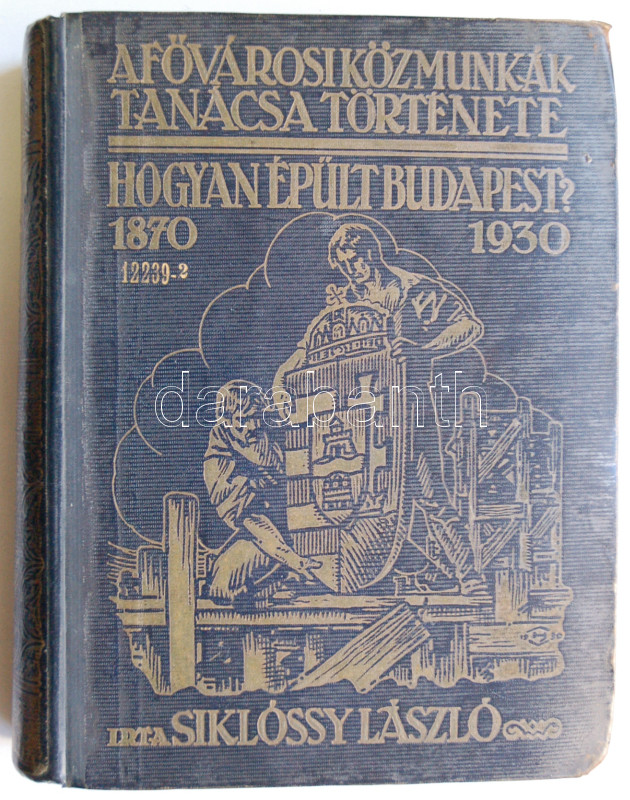 A FŐVÁROSI KÖZMUNKÁK
TANÁCSA TÖRTÉNETE
HOGYAN ÉPÜLT BUDAPEST?
1870 1930
12239-2
darabanth
IRTA SIKLÓSSY LÁSZLÓ